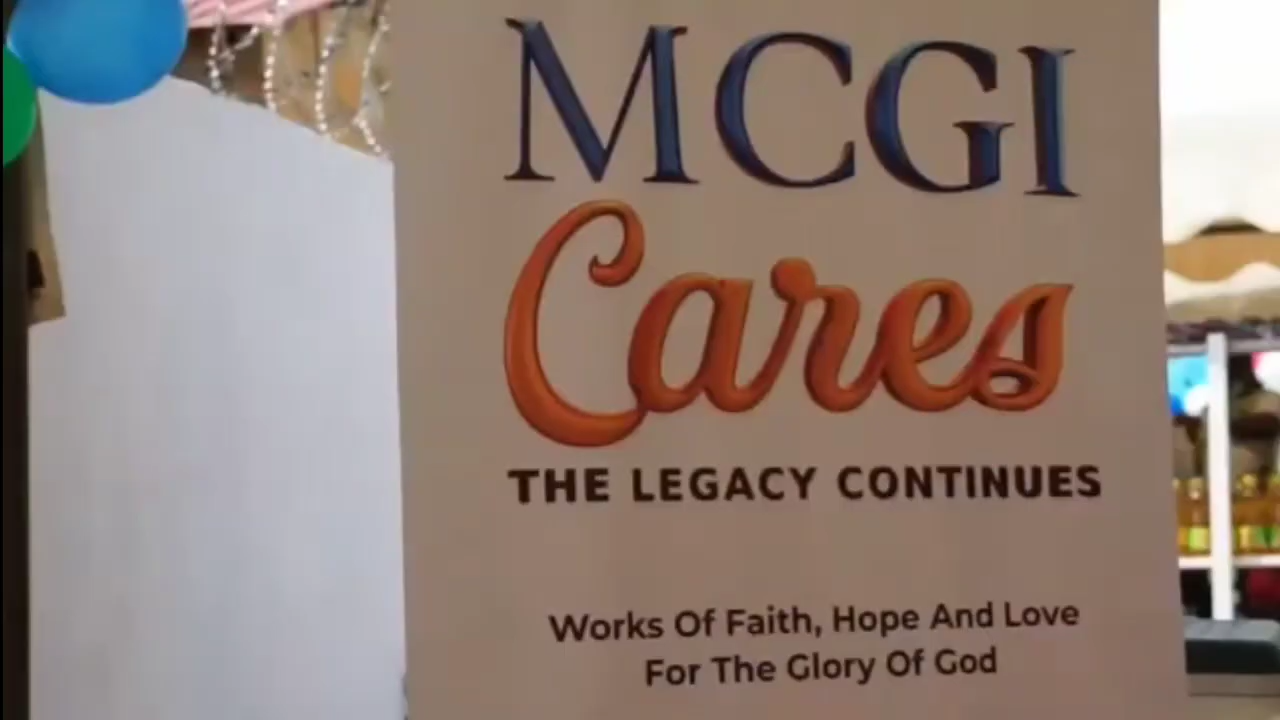 MCGI
Cares
THE LEGACY CONTINUES
Works Of Faith, Hope And Love
For The Glory Of God